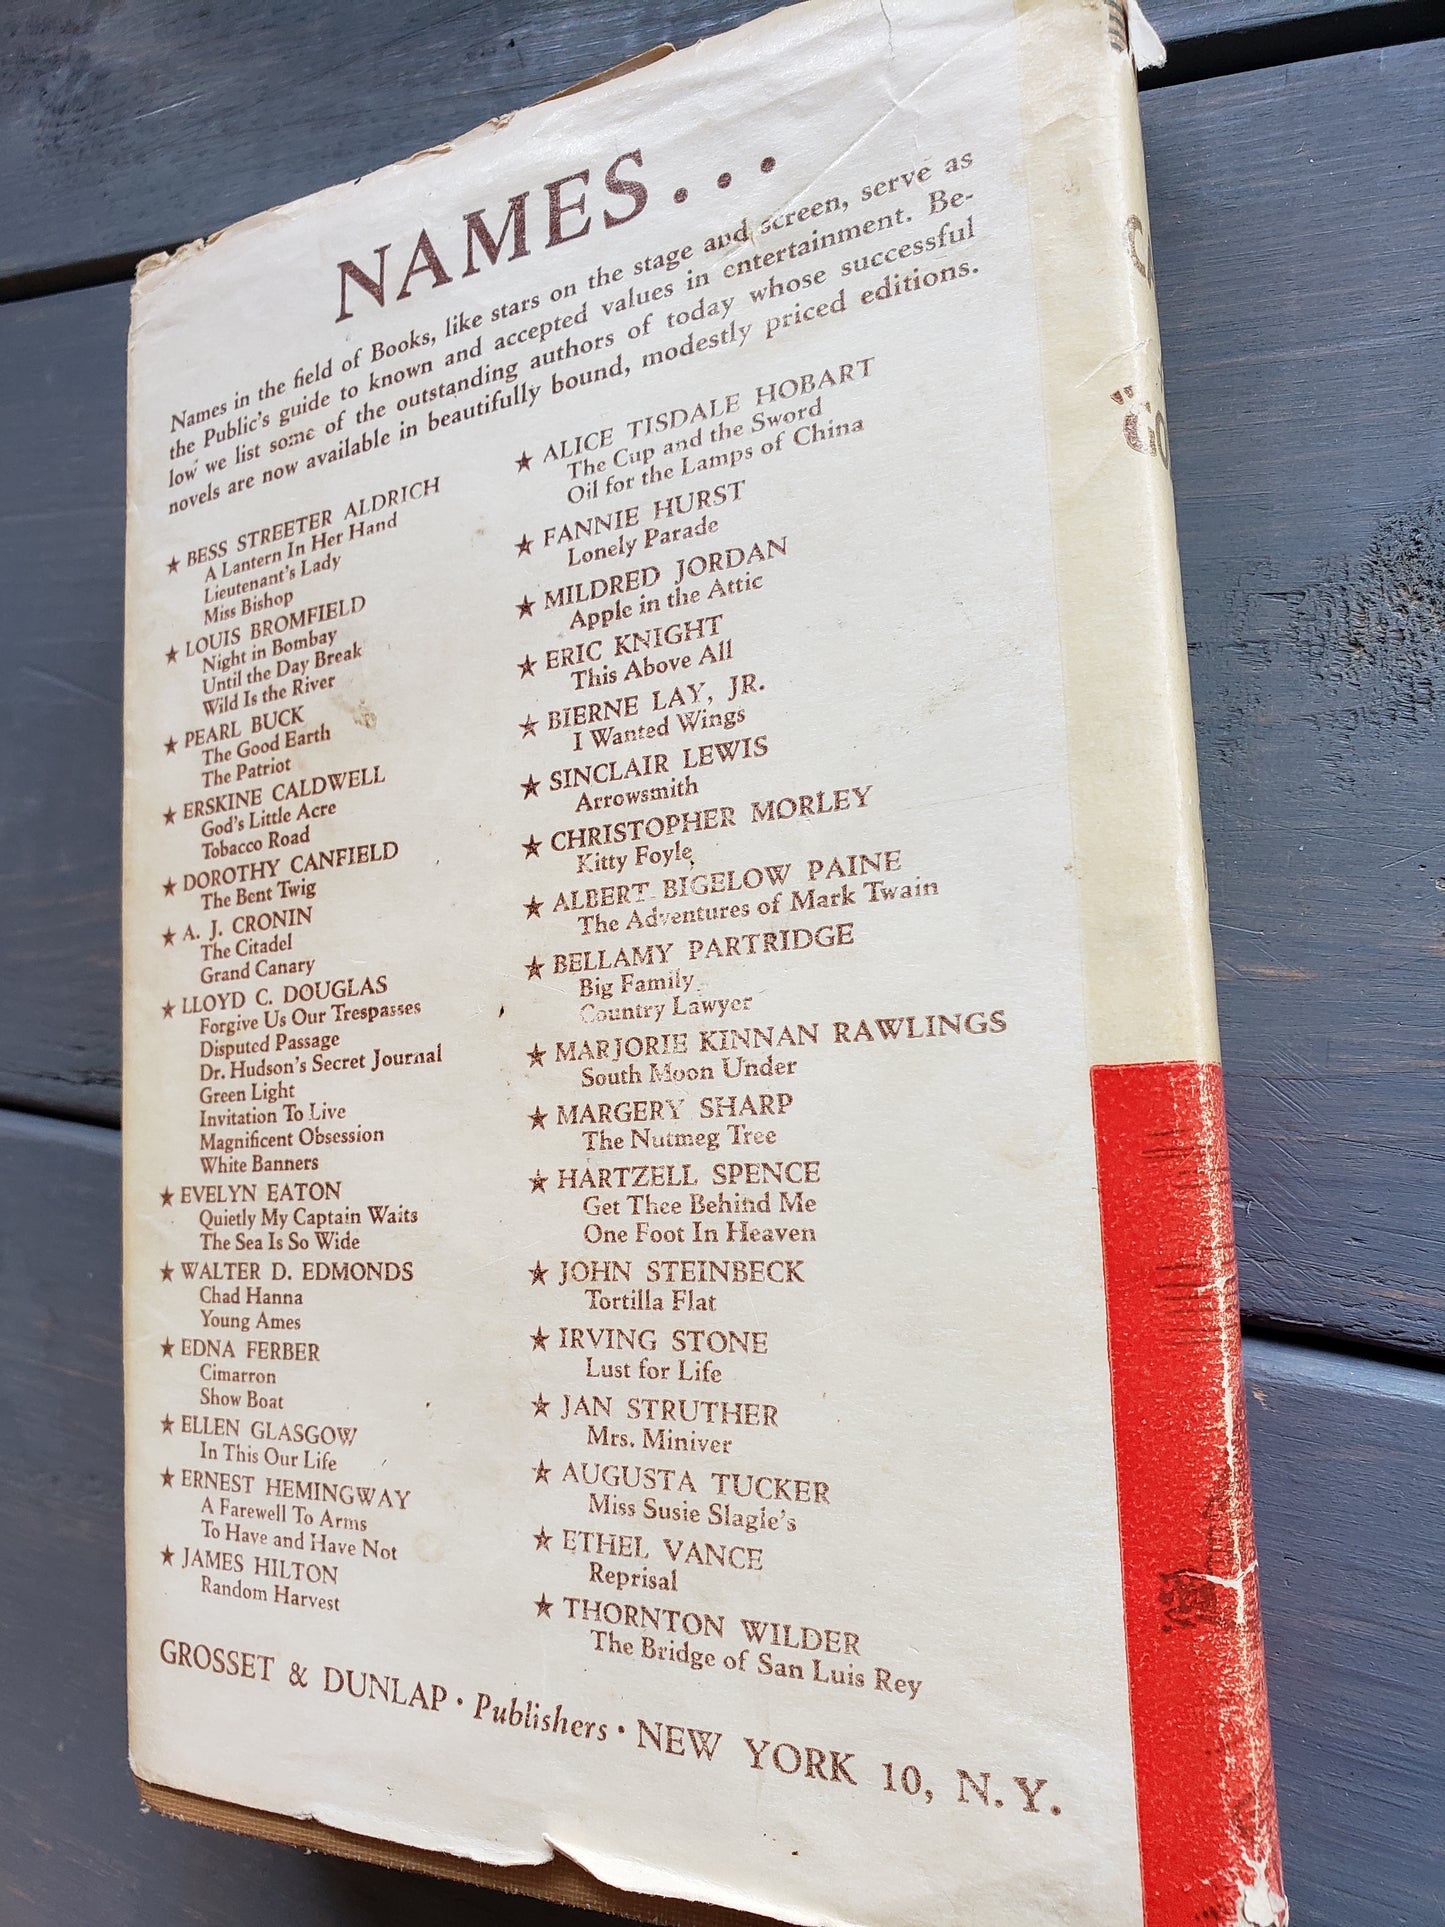 NAMES...
Names in the field of Books, like stars on the stage and screen, serve as
the Public's guide to known and accepted values in entertainment. Be-
low we list some of the outstanding authors of today whose successful
novels are now available in beautifully bound, modestly priced editions.
★ BESS STREETER ALDRICH
A Lantern In Her Hand
Lieutenant's Lady
Miss Bishop
★ LOUIS BROMFIELD
Night in Bombay
Until the Day Break
Wild Is the River
★ PEARL BUCK
The Good Earth
The Patriot
★ ERSKINE CALDWELL
God's Little Acre
Tobacco Road
★ DOROTHY CANFIELD
The Bent Twig
★ A. J. CRONIN
The Citadel
Grand Canary
★ LLOYD C. DOUGLAS
Forgive Us Our Trespasses
Disputed Passage
Dr. Hudson's Secret Journal
Green Light
Invitation To Live
Magnificent Obsession
White Banners
★ EVELYN EATON
Quietly My Captain Waits
The Sea Is So Wide
★ WALTER D. EDMONDS
Chad Hanna
Young Ames
★ EDNA FERBER
Cimarron
Show Boat
★ ELLEN GLASGOW
In This Our Life
★ ERNEST HEMINGWAY
A Farewell To Arms
To Have and Have Not
★ JAMES HILTON
Random Harvest
★ ALICE TISDALE HOBART
The Cup and the Sword
Oil for the Lamps of China
★ FANNIE HURST
Lonely Parade
★ MILDRED JORDAN
Apple in the Attic
★ ERIC KNIGHT
This Above All
★ BIERNE LAY, JR.
I Wanted Wings
★ SINCLAIR LEWIS
Arrowsmith
★ CHRISTOPHER MORLEY
Kitty Foyle
★ ALBERT BIGELOW PAINE
The Adventures of Mark Twain
★ BELLAMY PARTRIDGE
Big Family
Country Lawyer
★ MARJORIE KINNAN RAWLINGS
South Moon Under
★ MARGERY SHARP
The Nutmeg Tree
★ HARTZELL SPENCE
Get Thee Behind Me
One Foot In Heaven
★ JOHN STEINBECK
Tortilla Flat
★ IRVING STONE
Lust for Life
★ JAN STRUTHER
Mrs. Miniver
★ AUGUSTA TUCKER
Miss Susie Slagle's
★ ETHEL VANCE
Reprisal
★ THORNTON WILDER
The Bridge of San Luis Rey
GROSSET & DUNLAP · Publishers · NEW YORK 10, N. Y.